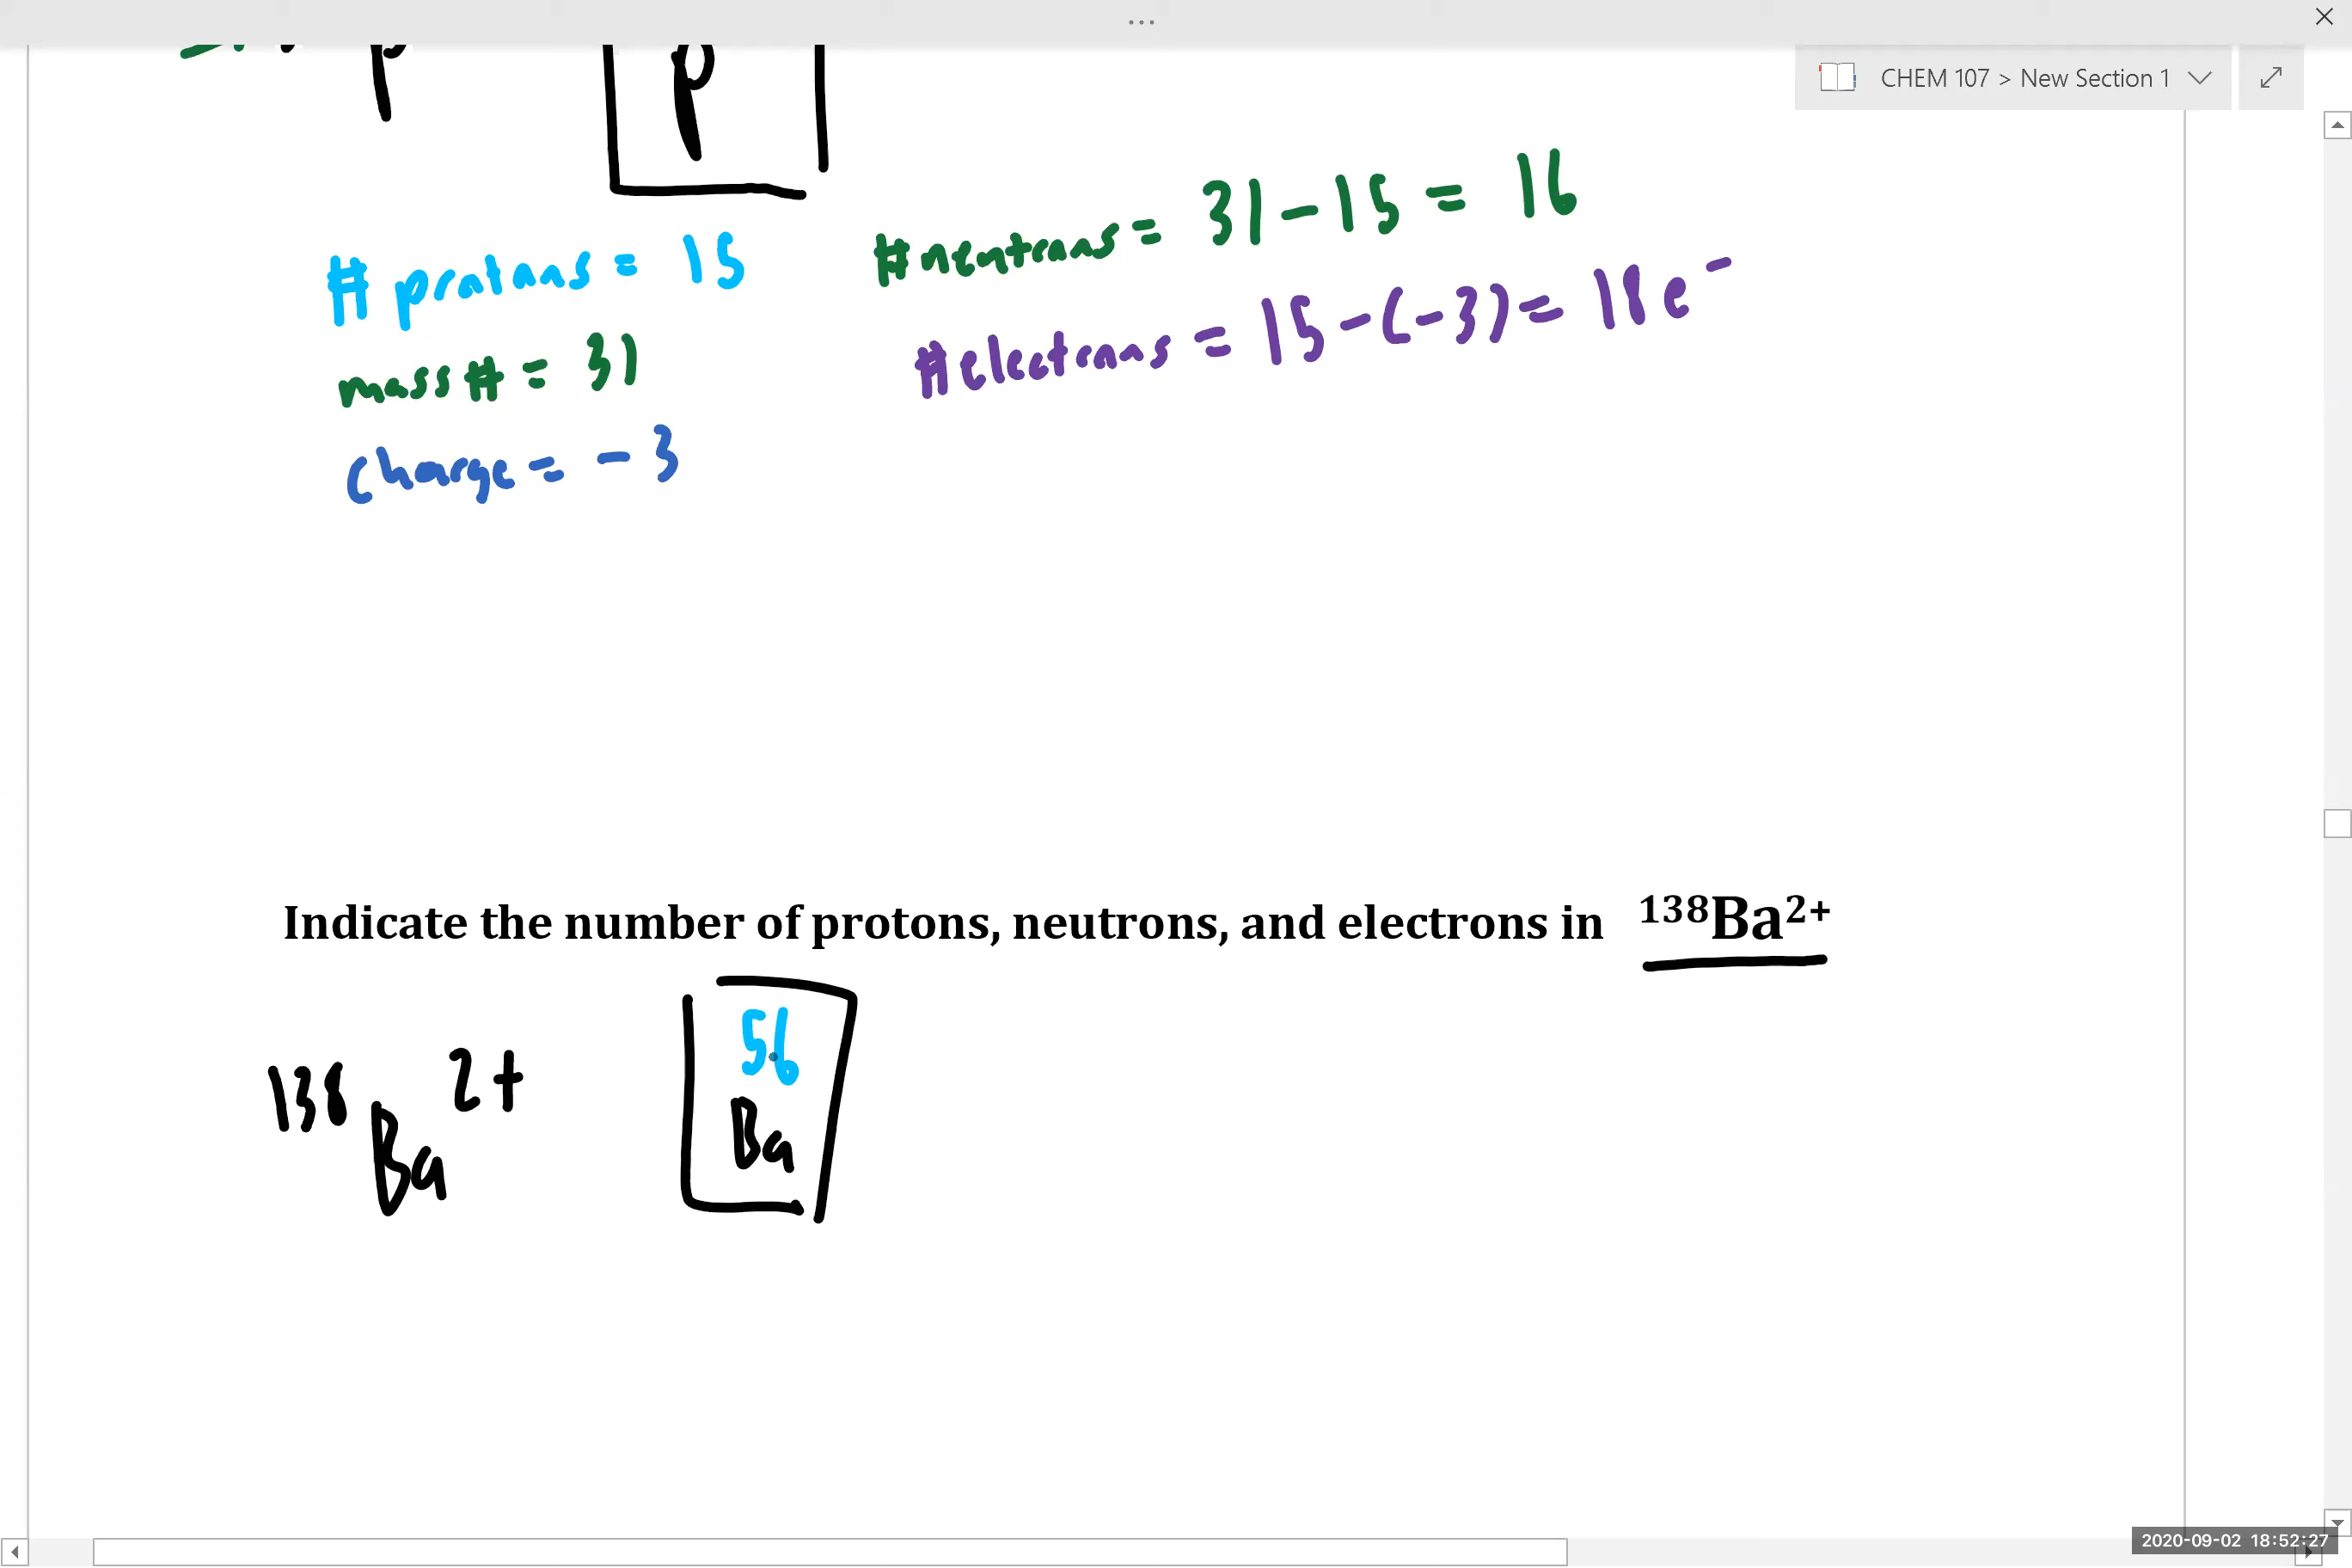 ...
CHEM 107 > New Section 1
P
P
# protons = 15
# neutrons = 31 - 15 = 16
mass # = 31
# electrons = 15 - (-3) = 18 e⁻
charge = -3
Indicate the number of protons, neutrons, and electrons in ¹³⁸Ba²⁺
56
138 Ba 2+
Ba
2020-09-02 18:52:27